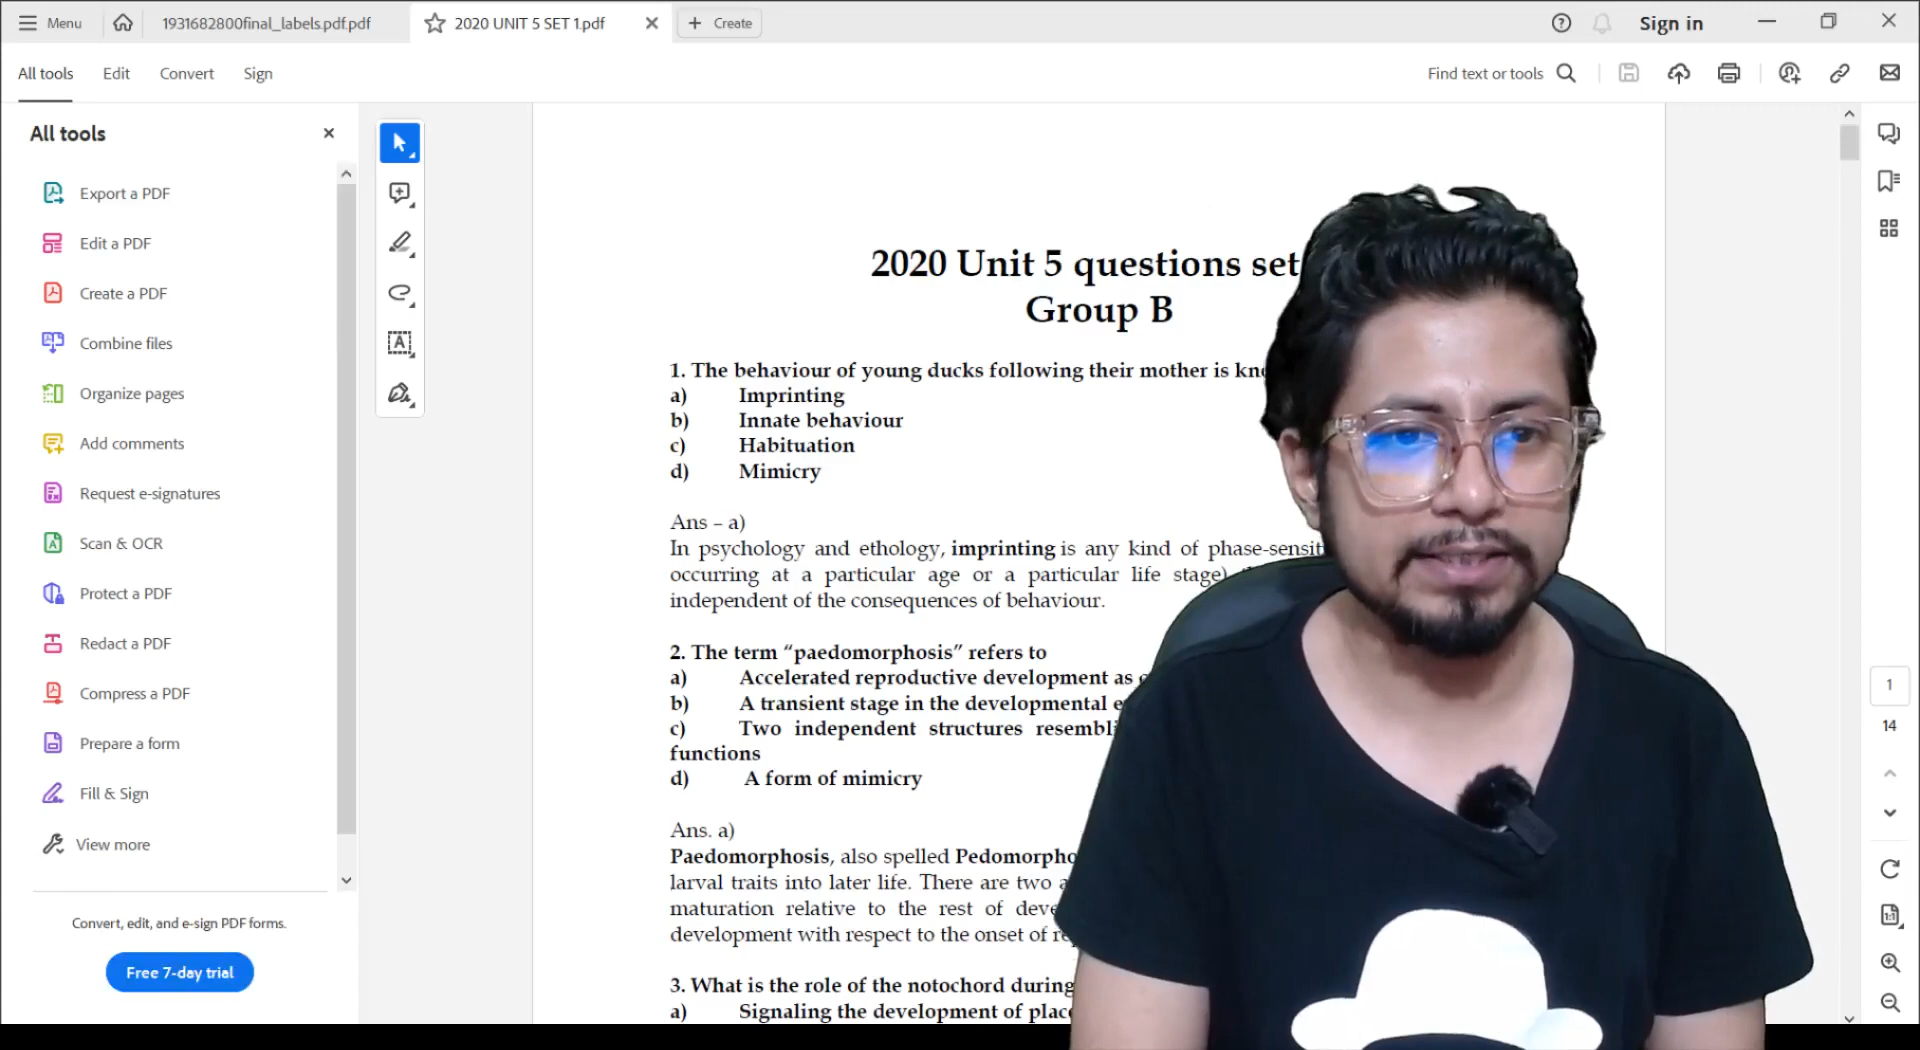 Menu
1931682800final_labels.pdf.pdf
2020 UNIT 5 SET 1.pdf
Create
Sign in
All tools
Edit
Convert
Sign
Find text or tools
All tools
Export a PDF
Edit a PDF
Create a PDF
Combine files
Organize pages
Add comments
Request e-signatures
Scan & OCR
Protect a PDF
Redact a PDF
Compress a PDF
Prepare a form
Fill & Sign
View more
Convert, edit, and e-sign PDF forms.
Free 7-day trial
2020 Unit 5 questions set
Group B
1. The behaviour of young ducks following their mother is
a) Imprinting
b) Innate behaviour
c) Habituation
d) Mimicry
Ans – a)
In psychology and ethology, imprinting is any kind of
occurring at a particular age or a particular life stage)
independent of the consequences of behaviour.
2. The term “paedomorphosis” refers to
a) Accelerated reproductive development as
b) A transient stage in the developmental
c) Two independent structures
functions
d) A form of mimicry
Ans. a)
Paedomorphosis, also spelled
larval traits into later life. There are two
maturation relative to the rest of
development with respect to the onset of
3. What is the role of the notochord during
a) Signaling the development of
1
14